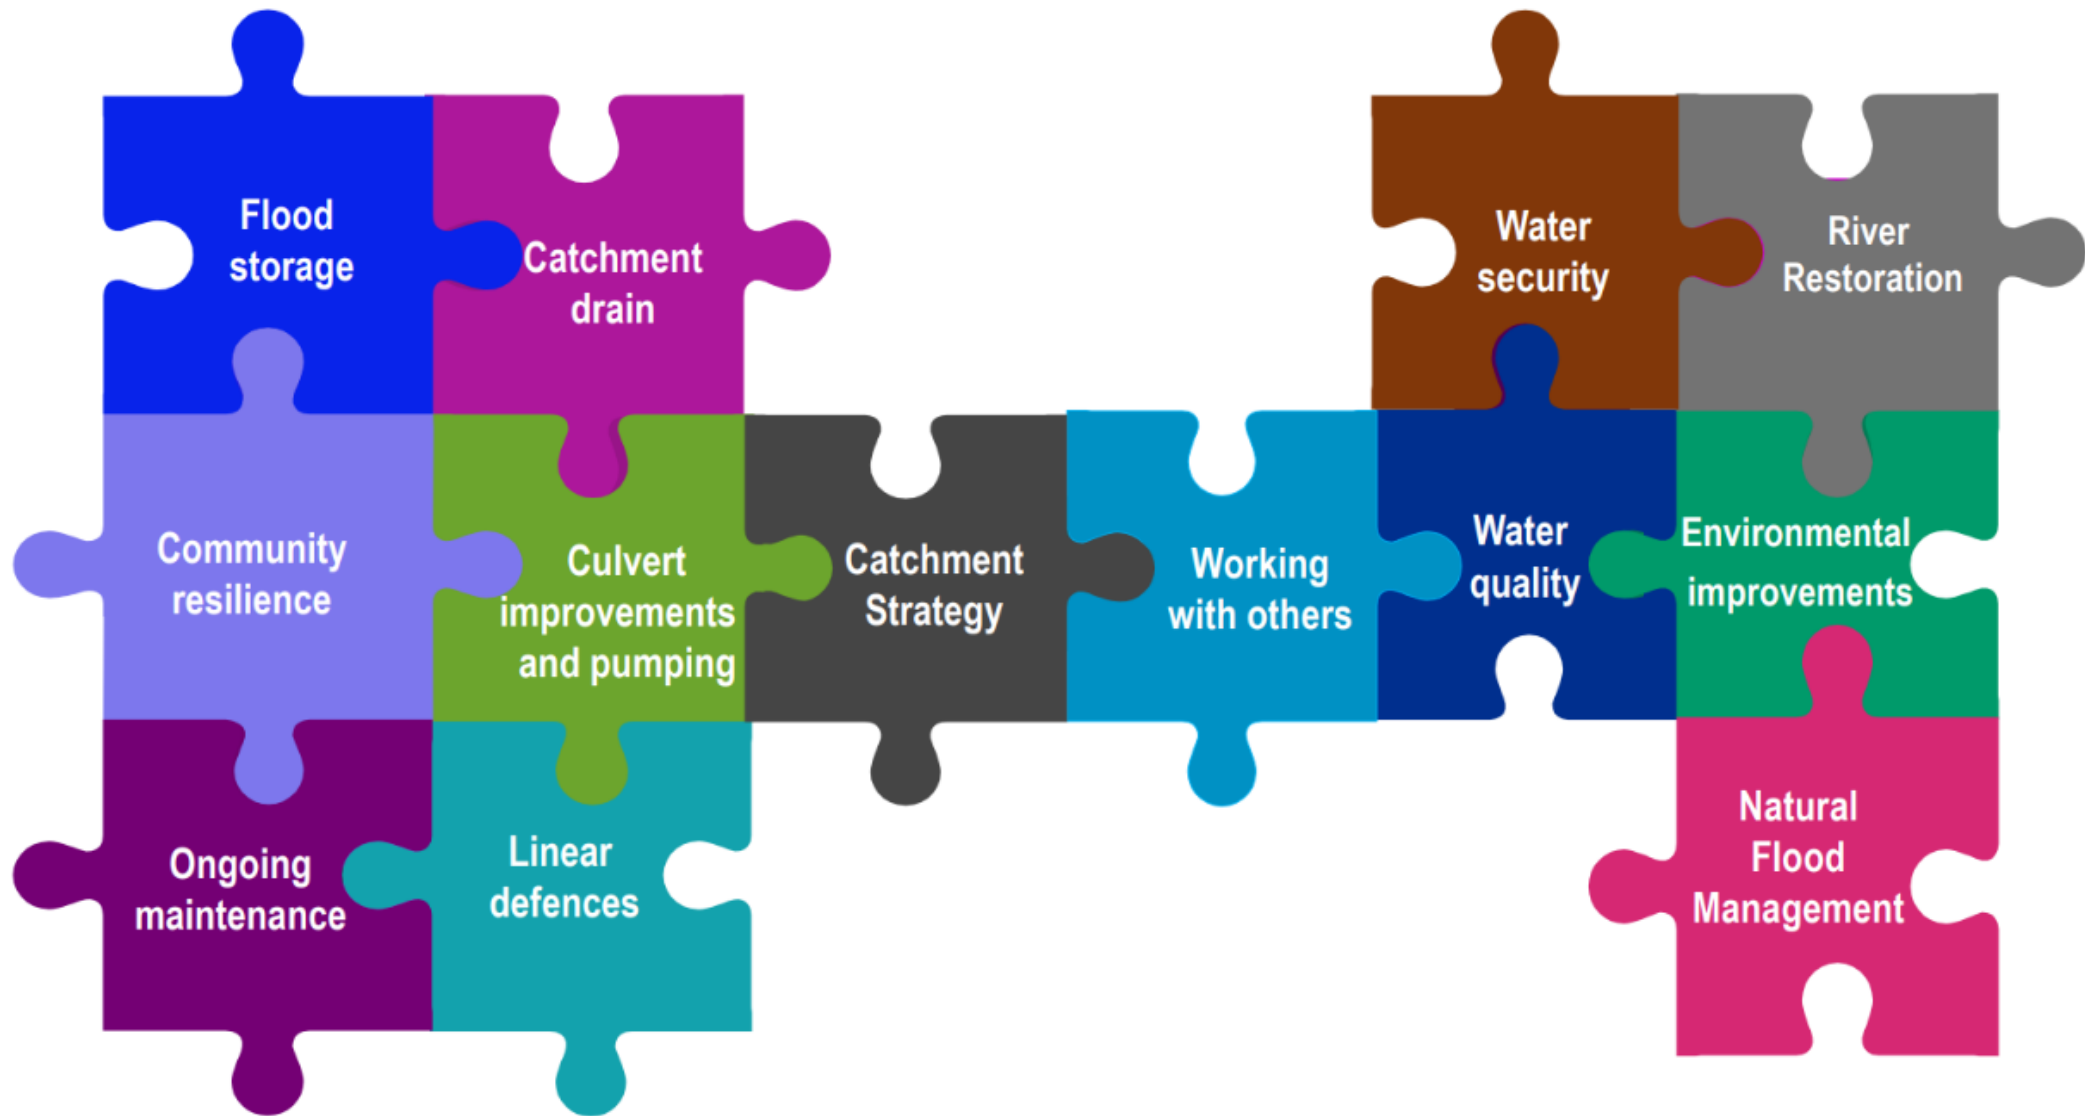 Flood
storage
Catchment
drain
Water
security
River
Restoration
Community
resilience
Culvert
improvements
and pumping
Catchment
Strategy
Working
with others
Water
quality
Environmental
improvements
Ongoing
maintenance
Linear
defences
Natural
Flood
Management